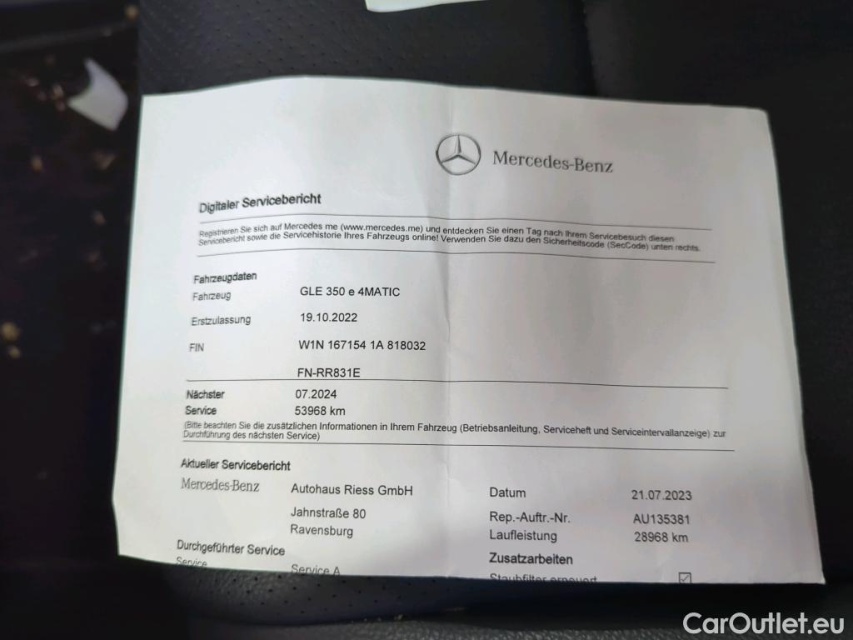 Mercedes-Benz
Digitaler Servicebericht
Registrieren Sie sich auf Mercedes me (www.mercedes.me) und entdecken Sie einen Tag nach Ihrem Servicebesuch diesen
Servicebericht sowie die Servicehistorie Ihres Fahrzeugs online! Verwenden Sie dazu den Sicherheitscode (SecCode) unten rechts.
Fahrzeugdaten
Fahrzeug GLE 350 e 4MATIC
Erstzulassung 19.10.2022
FIN W1N 167154 1A 818032
FN-RR831E
Nächster 07.2024
Service 53968 km
(Bitte beachten Sie die zusätzlichen Informationen in Ihrem Fahrzeug (Betriebsanleitung, Serviceheft und Serviceintervallanzeige) zur
Durchführung des nächsten Service)
Aktueller Servicebericht
Mercedes-Benz Autohaus Riess GmbH Datum 21.07.2023
Jahnstraße 80 Rep.-Auftr.-Nr. AU135381
Ravensburg Laufleistung 28968 km
Durchgeführter Service Zusatzarbeiten
Service Service A Staubfilter erneuert
CarOutlet.eu